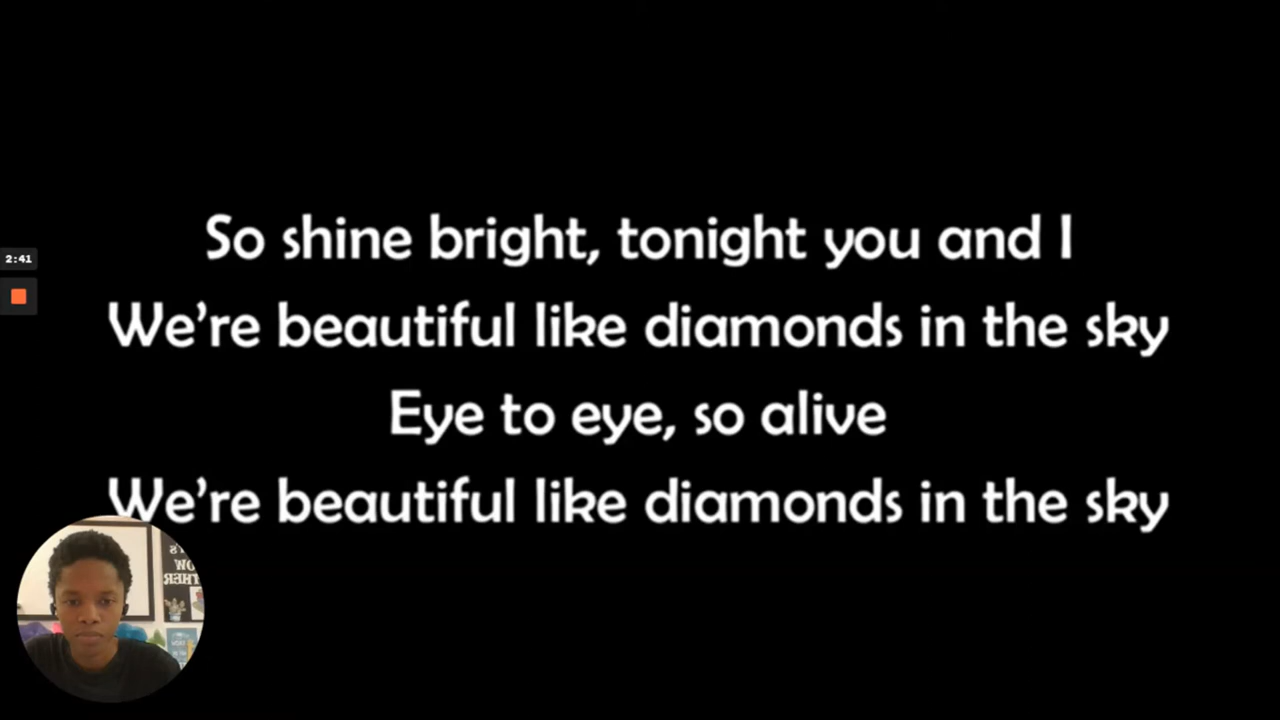 So shine bright, tonight you and I
We're beautiful like diamonds in the sky
Eye to eye, so alive
We're beautiful like diamonds in the sky
2:41